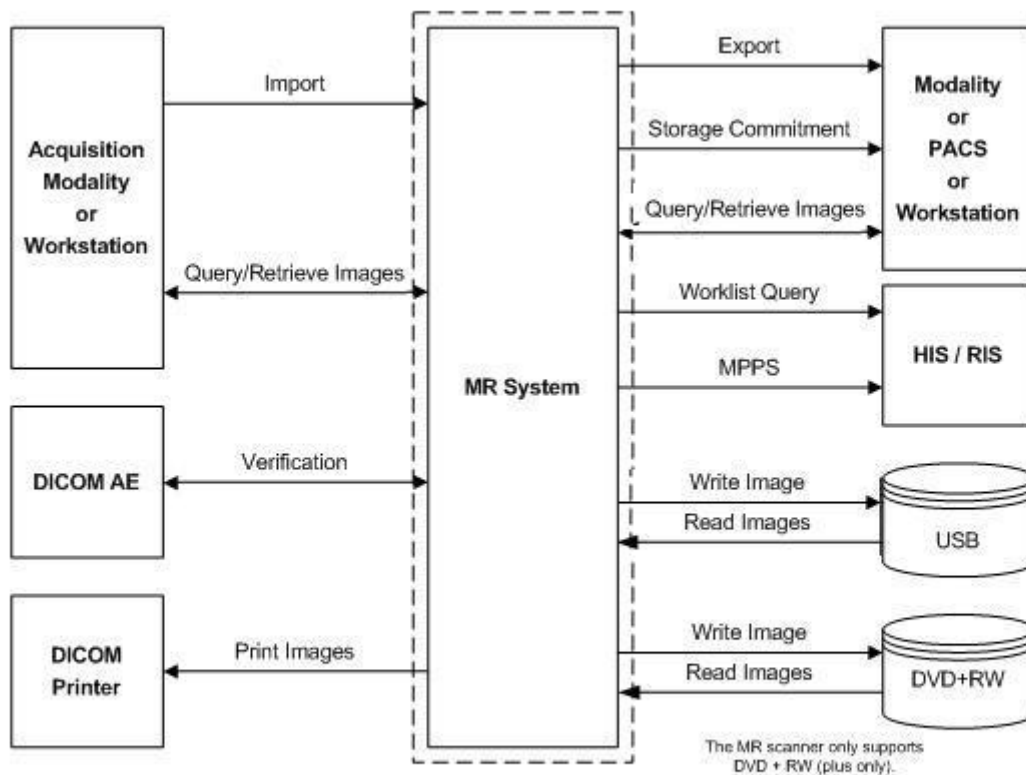 Acquisition
Modality
or
Workstation
Import
Query/Retrieve Images
DICOM AE
Verification
DICOM
Printer
Print Images
MR System
Export
Storage Commitment
Query/Retrieve Images
Modality
or
PACS
or
Workstation
Worklist Query
MPPS
HIS / RIS
Write Image
Read Images
USB
Write Image
Read Images
DVD+RW
The MR scanner only supports
DVD + RW (plus only).